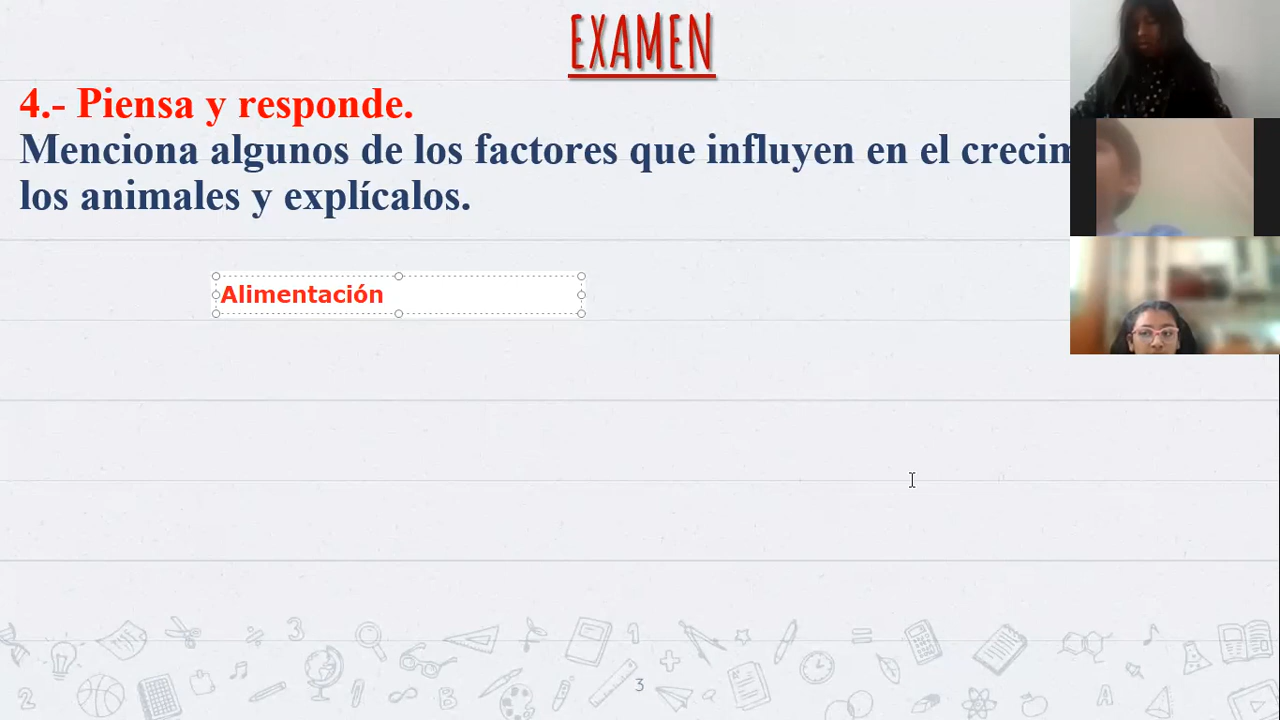 EXAMEN
4.- Piensa y responde.
Menciona algunos de los factores que influyen en el crecim
los animales y explícalos.
Alimentación
3